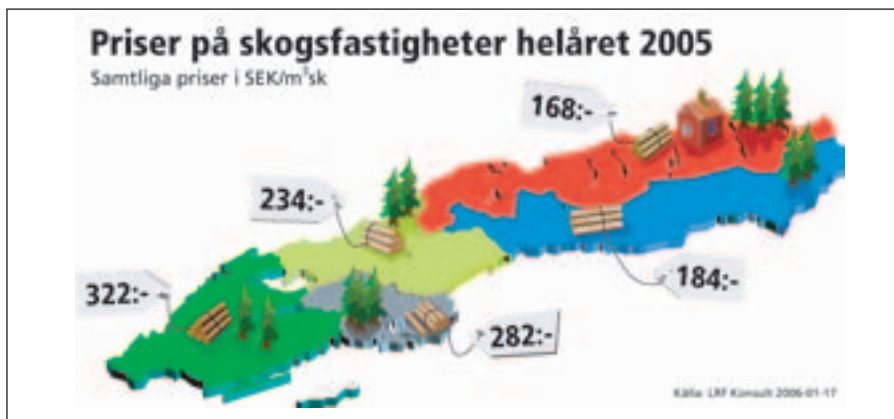 Priser på skogsfastigheter helåret 2005
Samtliga priser i SEK/m³sk
168:-
234:-
322:-
184:-
282:-
Källa: LRF Konsult 2006-01-17